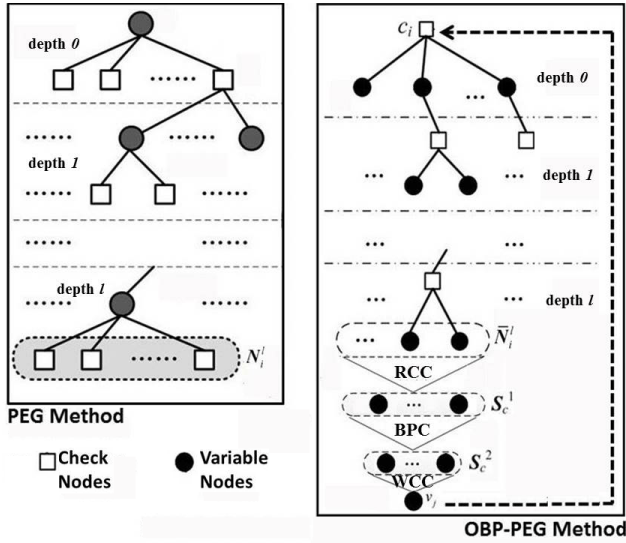 depth 0
......
......
......
depth 1
......
......
......
......
depth l
......
......
......
N_i^l
PEG Method
Check
Nodes
Variable
Nodes
c_i
...
depth 0
...
...
depth 1
...
...
...
...
depth l
...
N̄_i^l
RCC
...
S_c^1
BPC
...
S_c^2
WCC
v_j
OBP-PEG Method